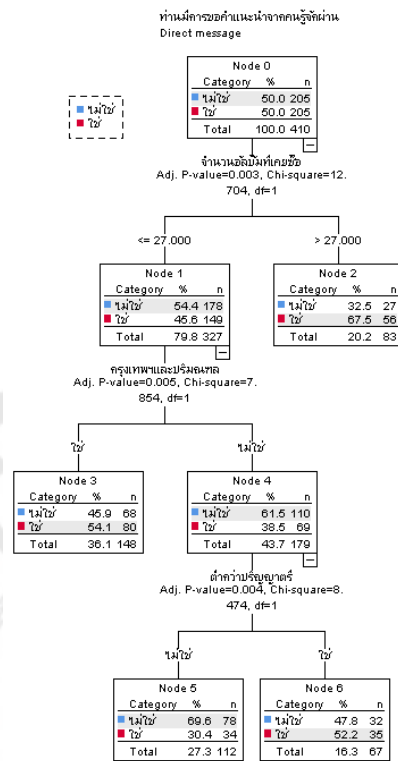 ท่านมีการขอคำแนะนำจากคนรู้จักผ่าน
Direct message
Node 0
Category % n
ไม่ใช่ 50.0 205
ใช่ 50.0 205
Total 100.0 410
ไม่ใช่
ใช่
จำนวนอัลบั้มที่เคยซื้อ
Adj. P-value=0.003, Chi-square=12.
704, df=1
<= 27.000
> 27.000
Node 1
Category % n
ไม่ใช่ 54.4 178
ใช่ 45.6 149
Total 79.8 327
Node 2
Category % n
ไม่ใช่ 32.5 27
ใช่ 67.5 56
Total 20.2 83
กรุงเทพฯและปริมณฑล
Adj. P-value=0.005, Chi-square=7.
854, df=1
ใช่
ไม่ใช่
Node 3
Category % n
ไม่ใช่ 45.9 68
ใช่ 54.1 80
Total 36.1 148
Node 4
Category % n
ไม่ใช่ 61.5 110
ใช่ 38.5 69
Total 43.7 179
ต่ำกว่าปริญญาตรี
Adj. P-value=0.004, Chi-square=8.
474, df=1
ไม่ใช่
ใช่
Node 5
Category % n
ไม่ใช่ 69.6 78
ใช่ 30.4 34
Total 27.3 112
Node 6
Category % n
ไม่ใช่ 47.8 32
ใช่ 52.2 35
Total 16.3 67